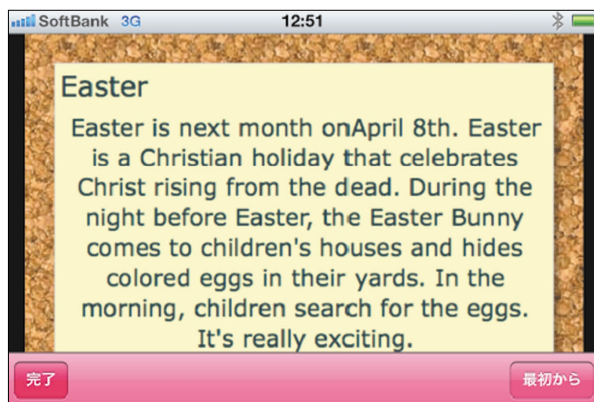 SoftBank 3G 12:51
Easter
Easter is next month onApril 8th. Easter
is a Christian holiday that celebrates
Christ rising from the dead. During the
night before Easter, the Easter Bunny
comes to children's houses and hides
colored eggs in their yards. In the
morning, children search for the eggs.
It's really exciting.
完了 最初から